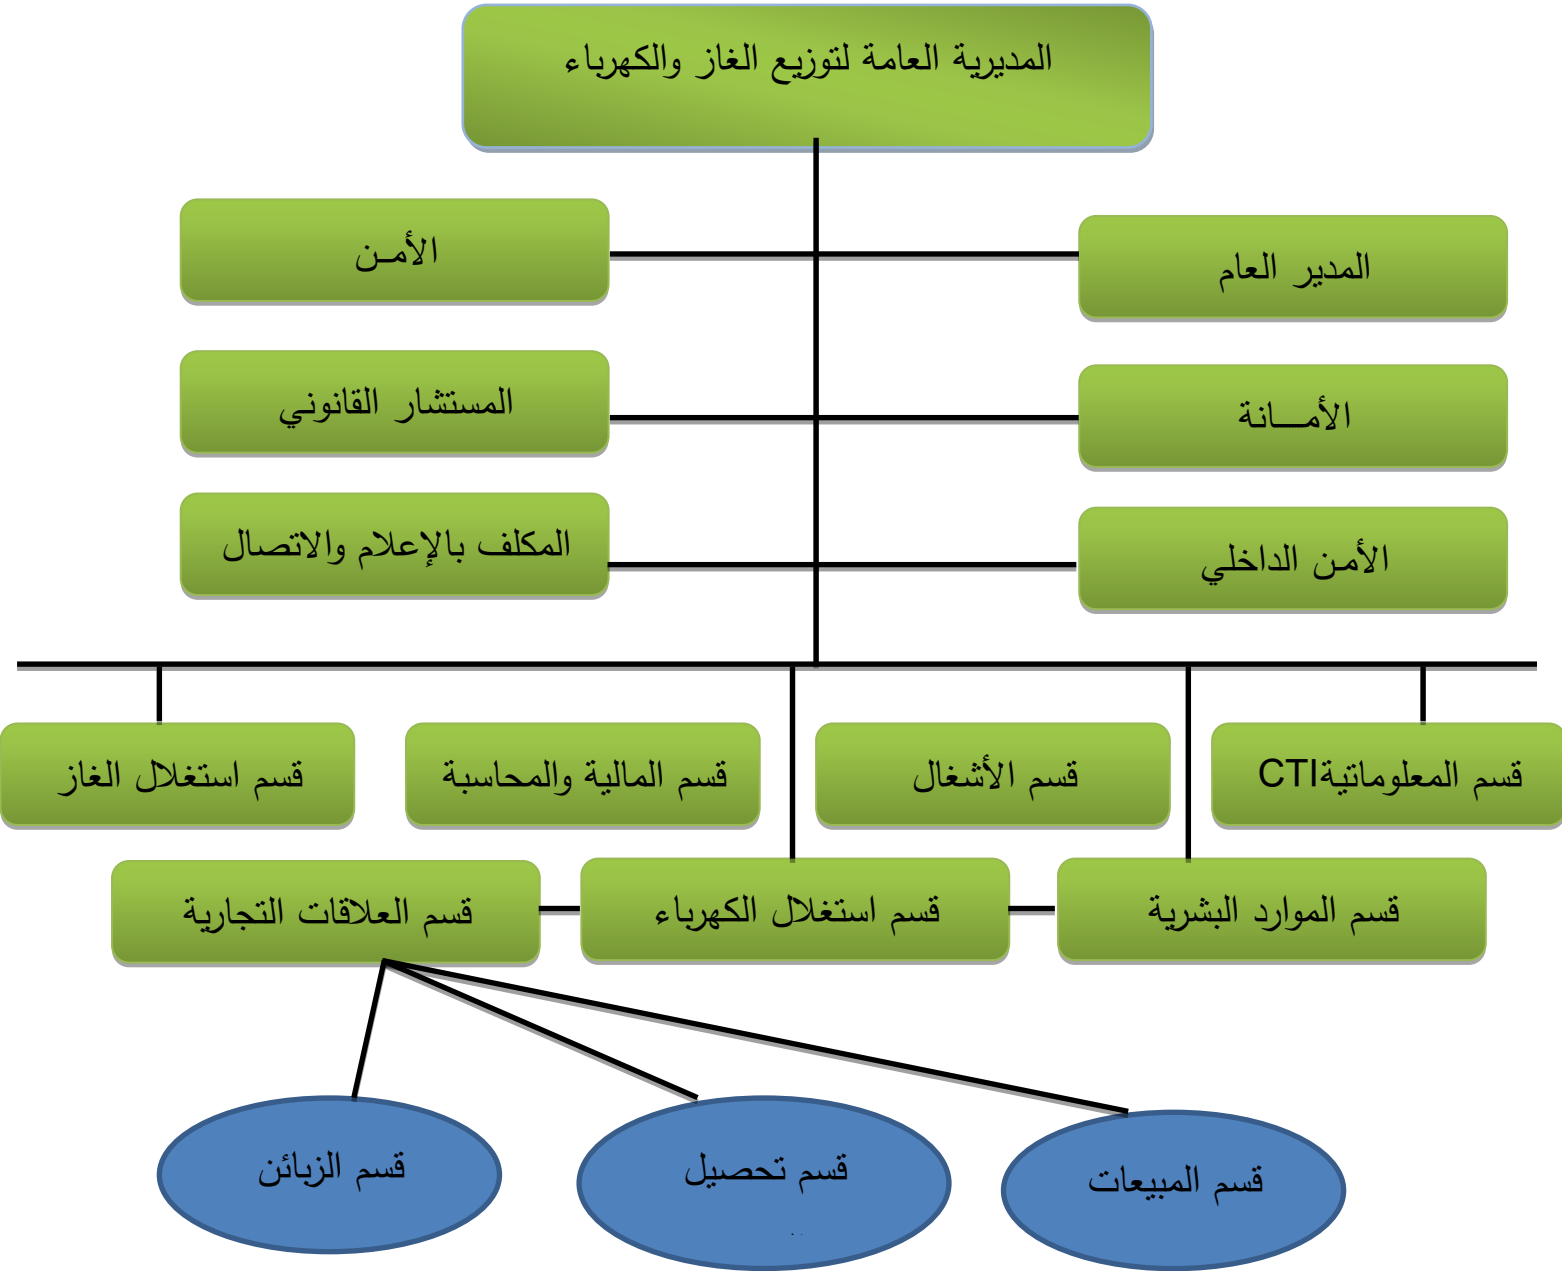 المديرية العامة لتوزيع الغاز والكهرباء
المدير العام
الأمـن
الأمـــانة
المستشار القانوني
الأمن الداخلي
المكلف بالإعلام والاتصال
قسم المعلوماتيةCTI
قسم الأشغال
قسم المالية والمحاسبة
قسم استغلال الغاز
قسم الموارد البشرية
قسم استغلال الكهرباء
قسم العلاقات التجارية
قسم المبيعات
قسم تحصيل
قسم الزبائن